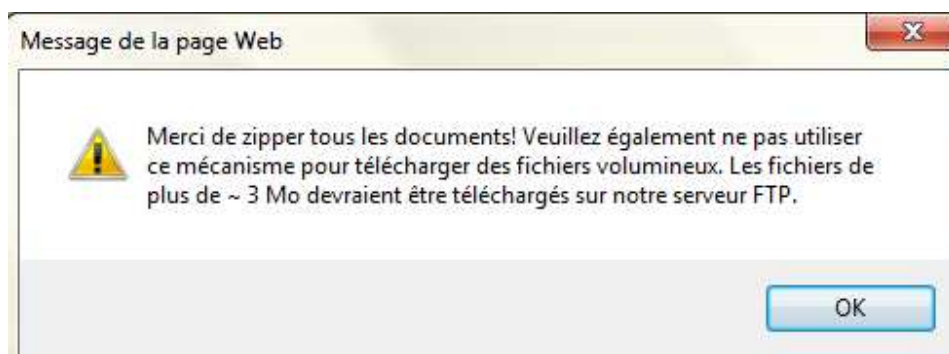 Message de la page Web
Merci de zipper tous les documents! Veuillez également ne pas utiliser
ce mécanisme pour télécharger des fichiers volumineux. Les fichiers de
plus de ~ 3 Mo devraient être téléchargés sur notre serveur FTP.
OK